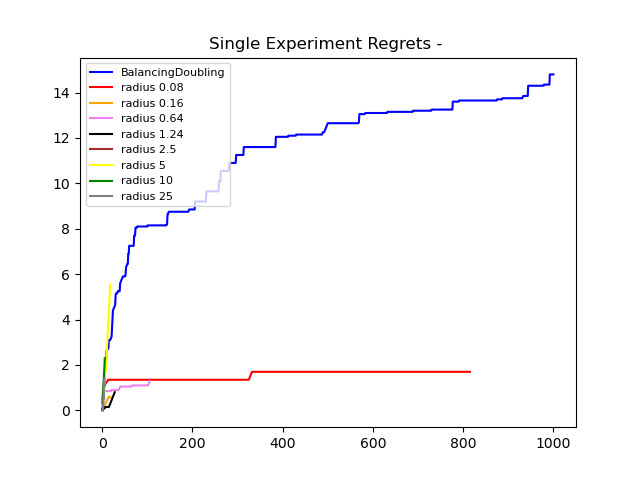 Single Experiment Regrets -
BalancingDoubling
radius 0.08
radius 0.16
radius 0.64
radius 1.24
radius 2.5
radius 5
radius 10
radius 25
14
12
10
8
6
4
2
0
0 200 400 600 800 1000